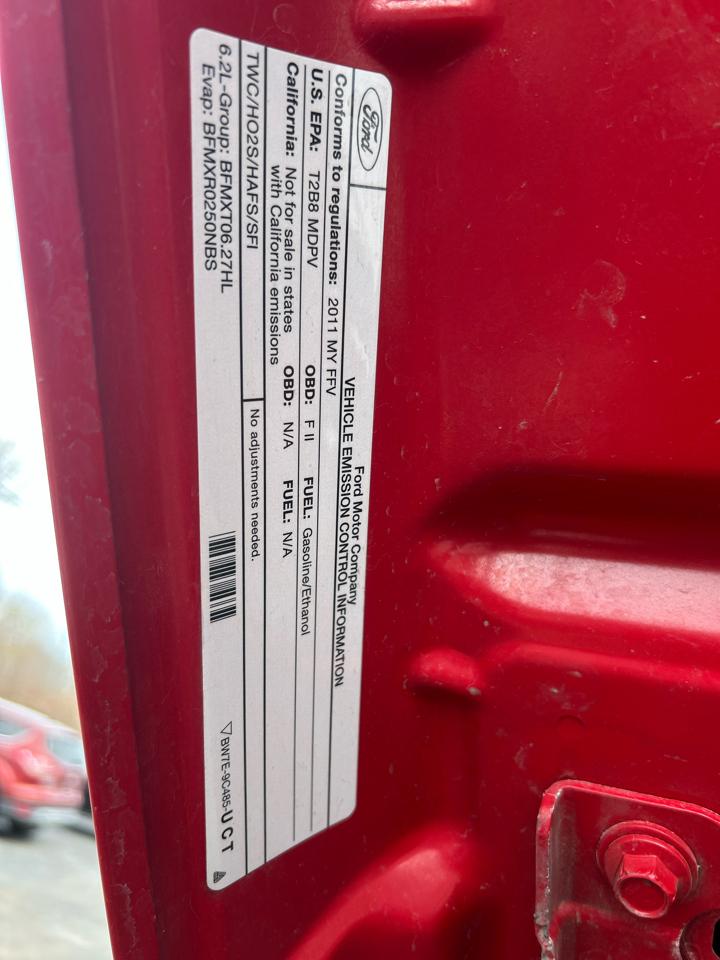 Ford
Ford Motor Company
VEHICLE EMISSION CONTROL INFORMATION
Conforms to regulations: 2011 MY FFV
U.S. EPA: T2B8 MDPV OBD: F II FUEL: Gasoline/Ethanol
California: Not for sale in states with California emissions OBD: N/A FUEL: N/A
TWC/HO2S/HAFS/SFI No adjustments needed.
6.2L-Group: BFMXT06.27HL
Evap: BFMXR0250NBS
BW7E-9C485-UCT